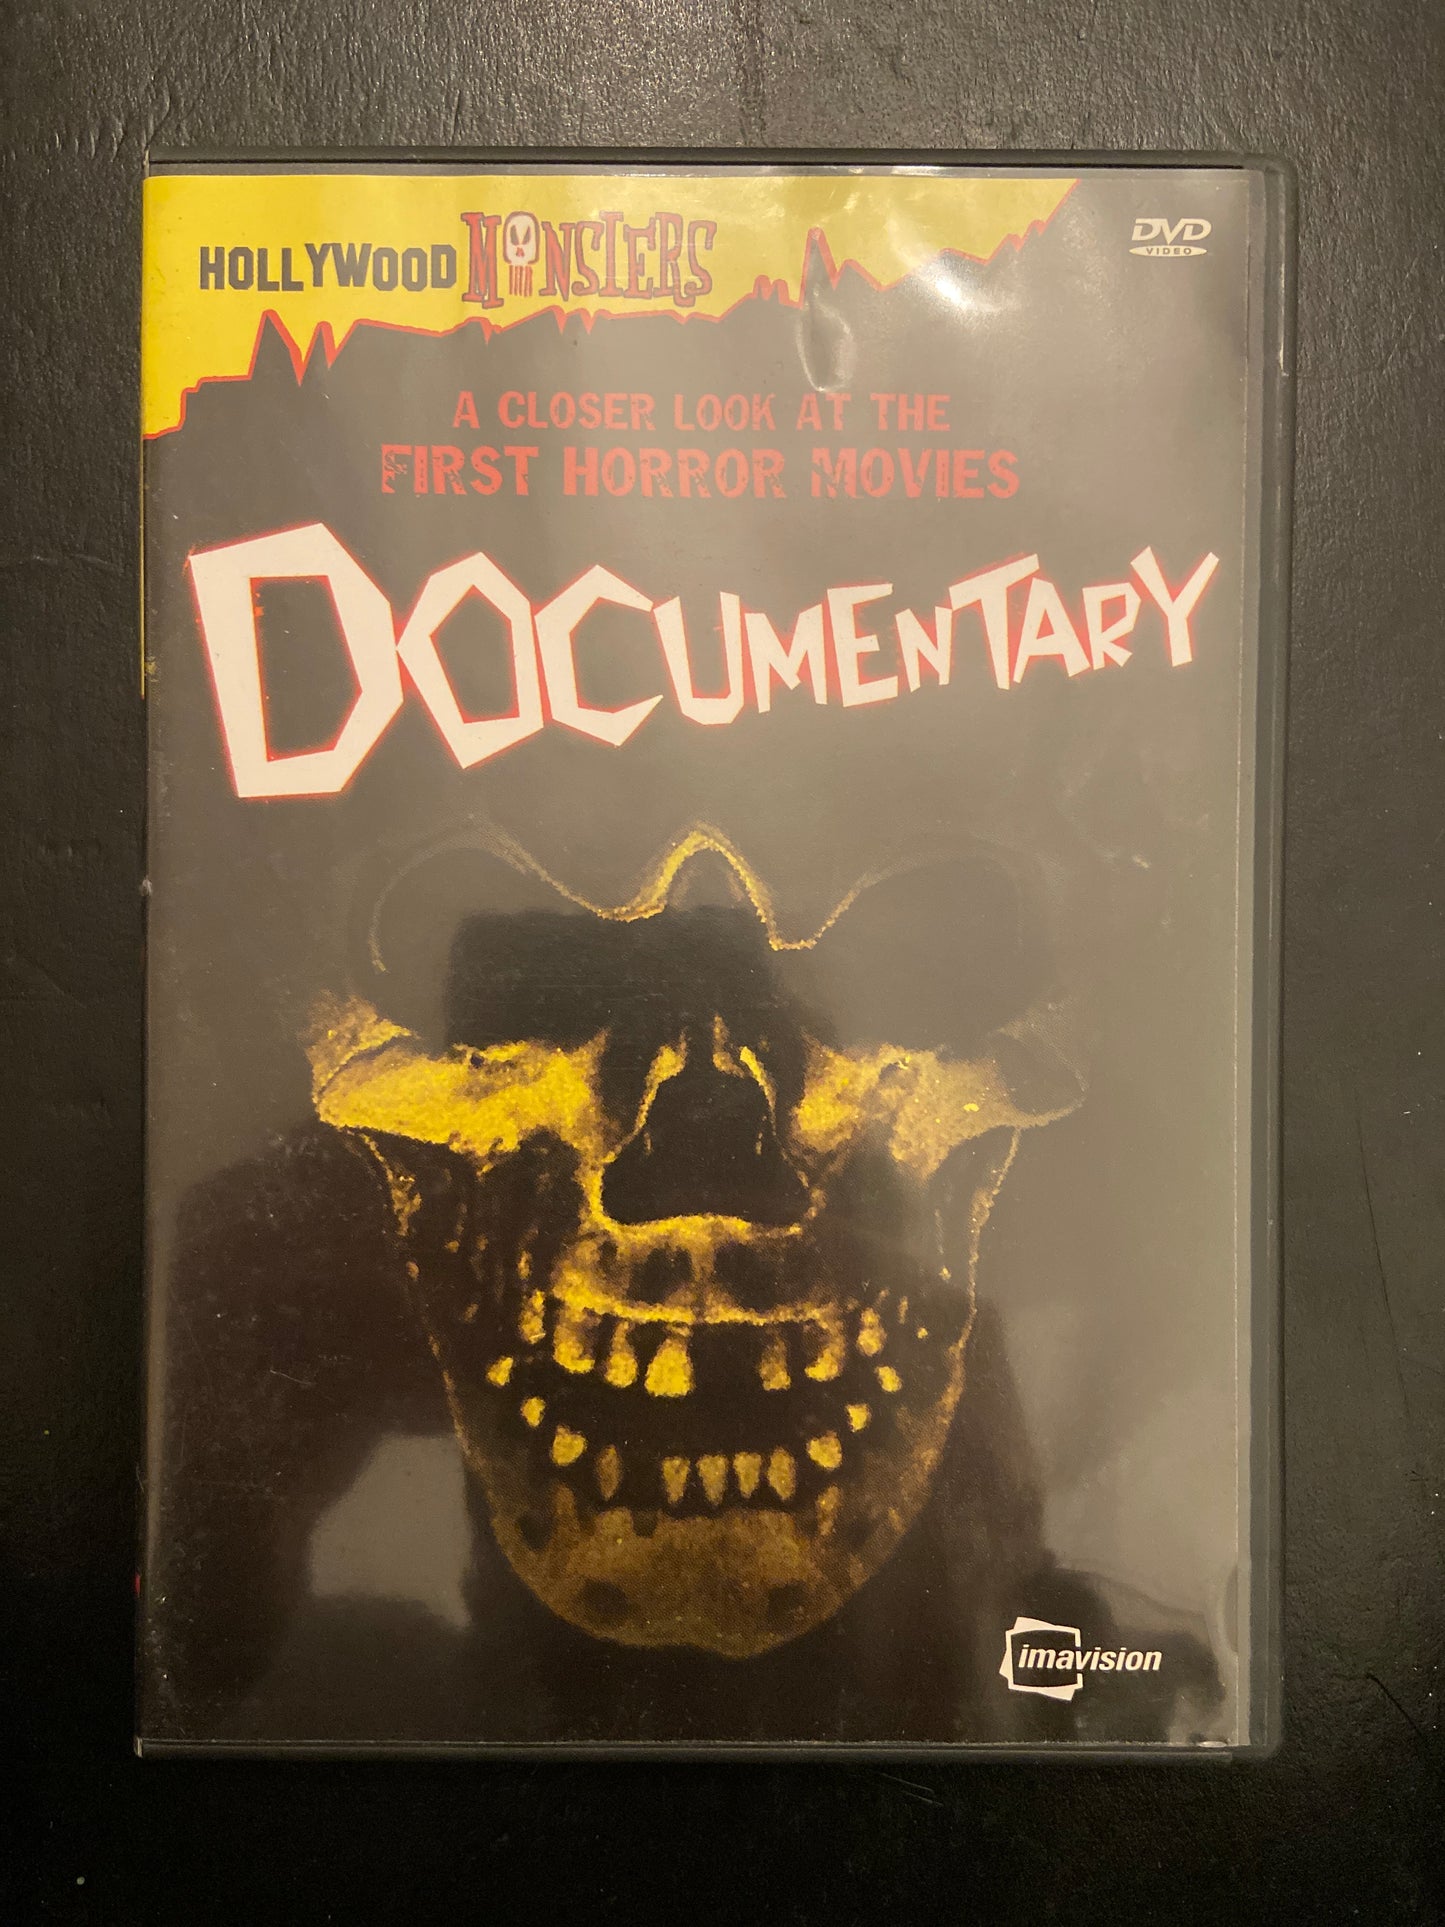 HOLLYWOOD MONSTERS
DVD
VIDEO
A CLOSER LOOK AT THE
FIRST HORROR MOVIES
DOCUMENTARY
imavision